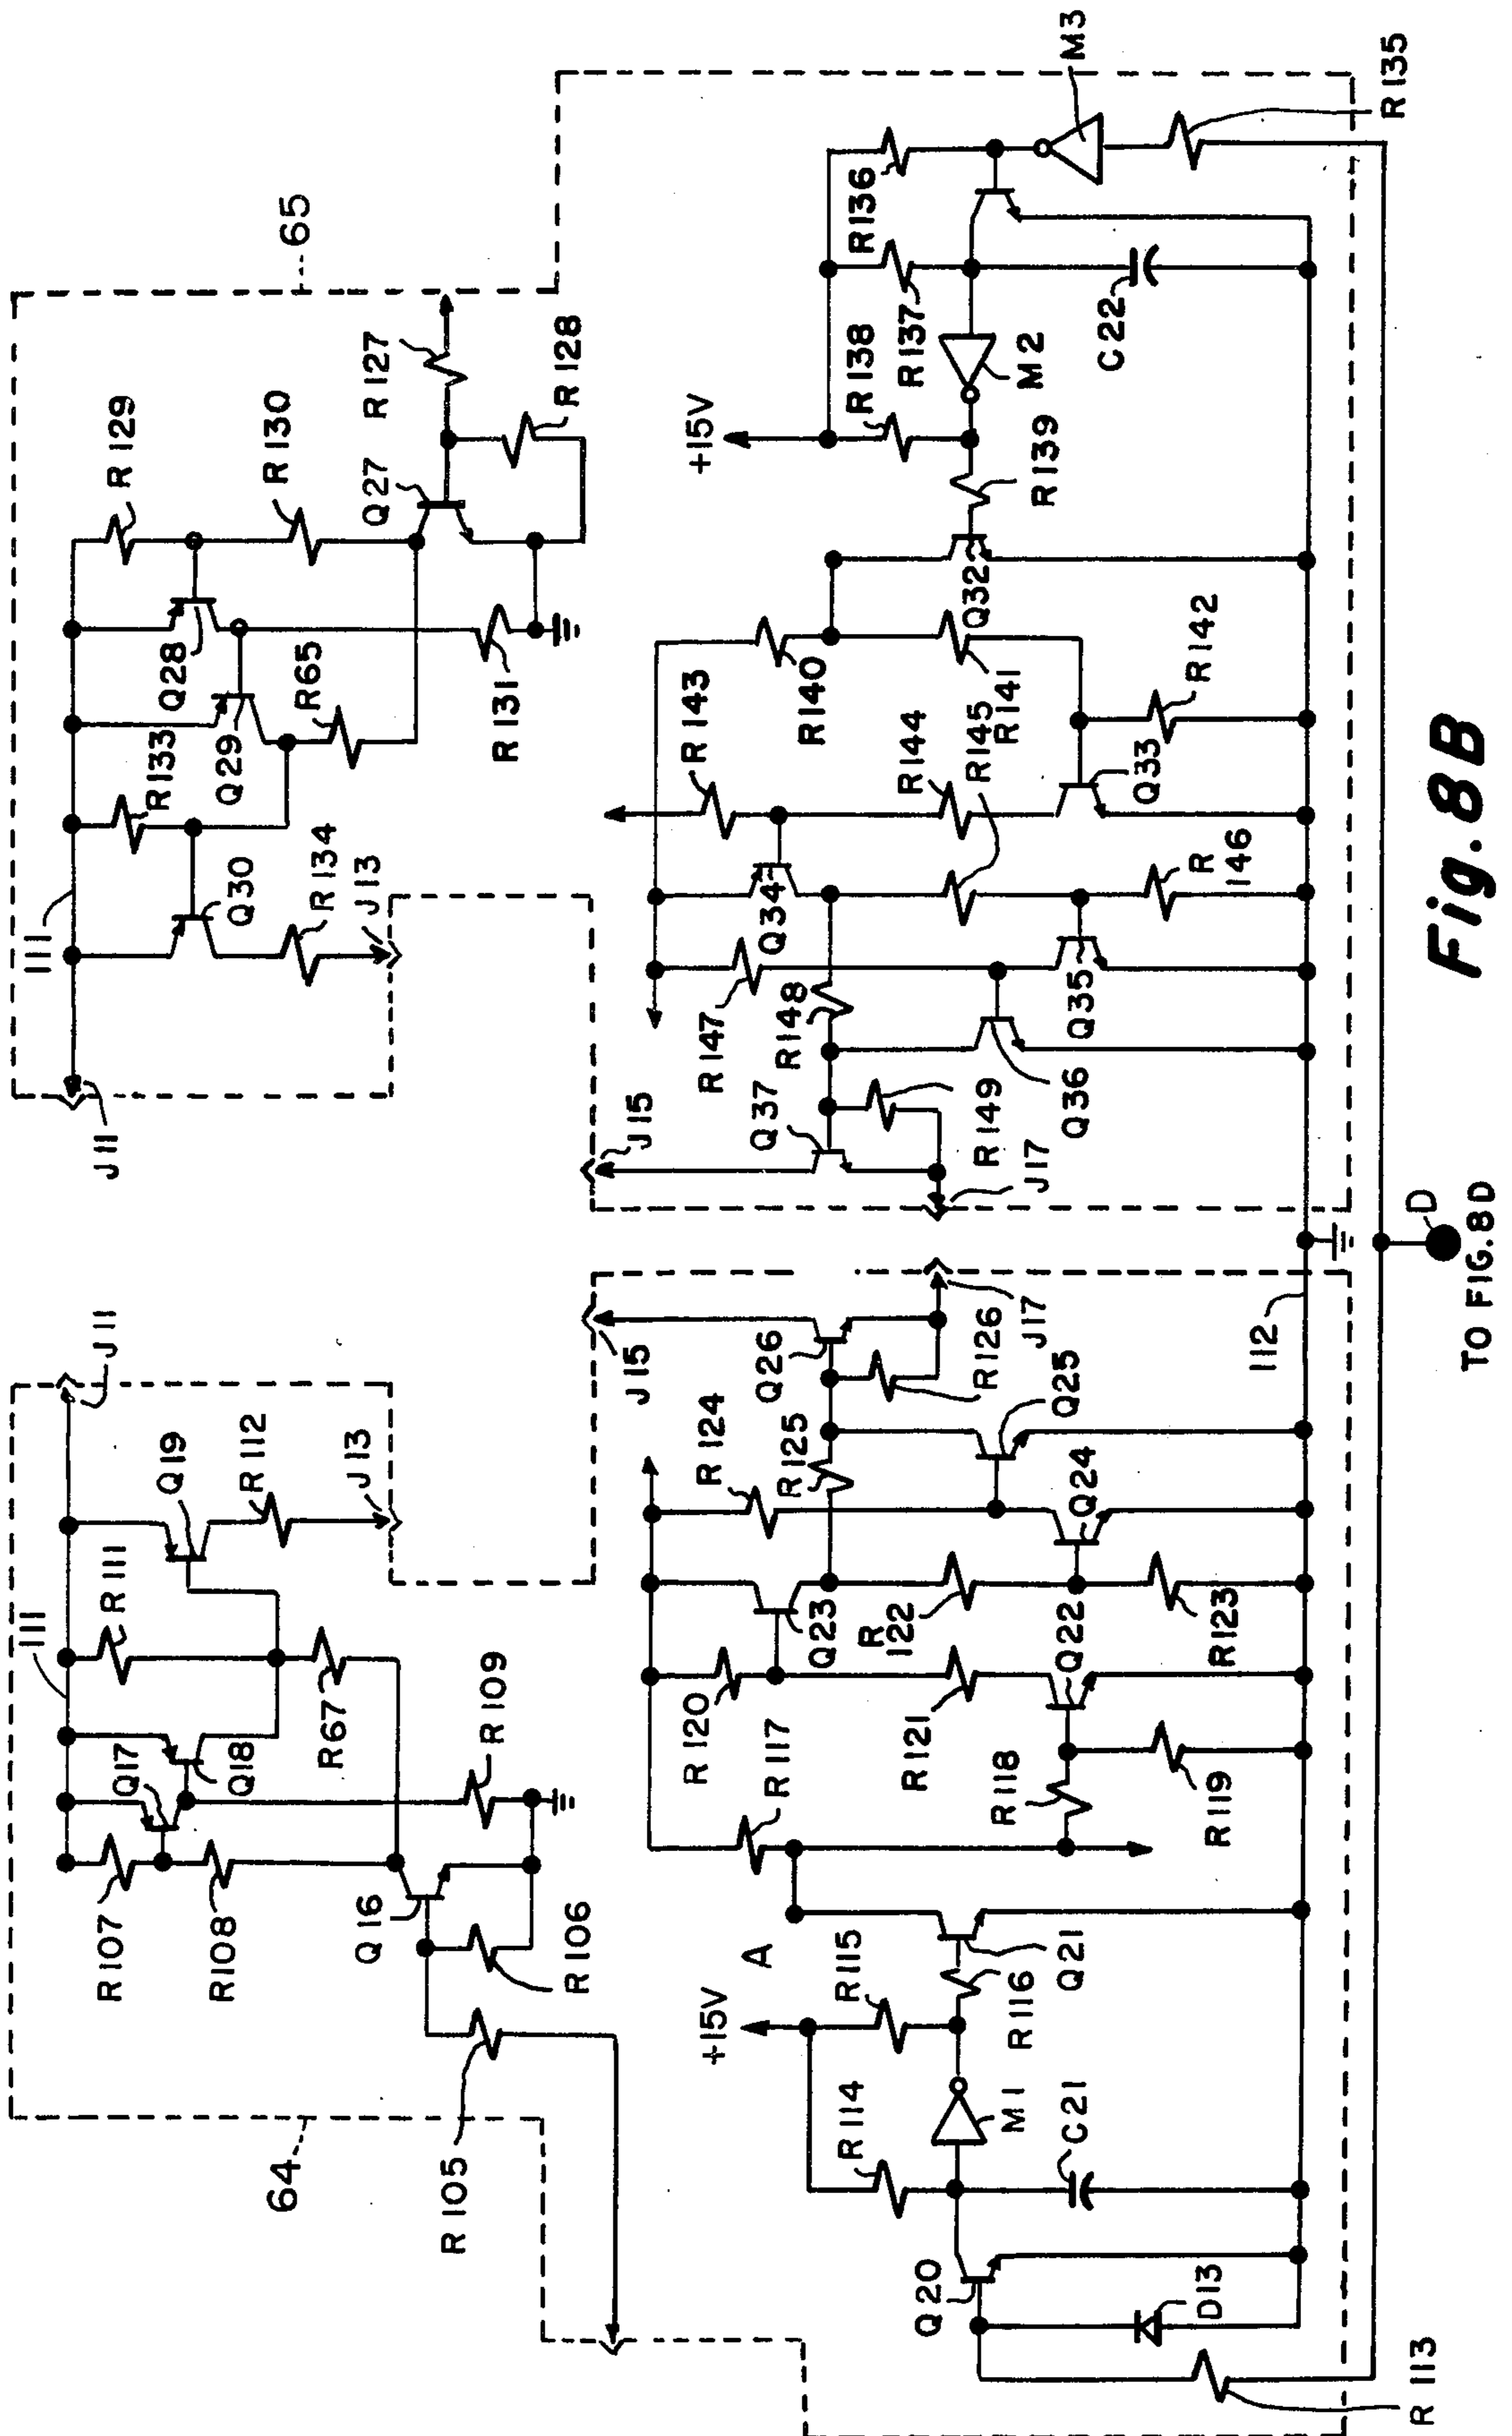 64
111
J11
R107
R108
Q17
Q18
R111
Q19
R112
J13
R67
R109
Q16
R106
R105
+15V
A
R114
R115
M1
C21
R116
Q21
Q20
D13
R113
R117
R118
R119
R120
R121
Q22
Q23
R
122
R123
R124
Q24
R125
Q25
Q26
R126
J15
J17
112
D
TO FIG.8D
65
J11
111
Q30
R134
J13
R133
Q29
Q28
R65
R131
R129
R130
Q27
R127
R128
J15
J17
Q37
R149
R148
Q36
R147
Q35
Q34
R
146
R145
R144
R143
Q33
R142
R141
R140
Q32
R139
+15V
R138
R137
R136
M2
C22
M3
R135
Fig. 8B